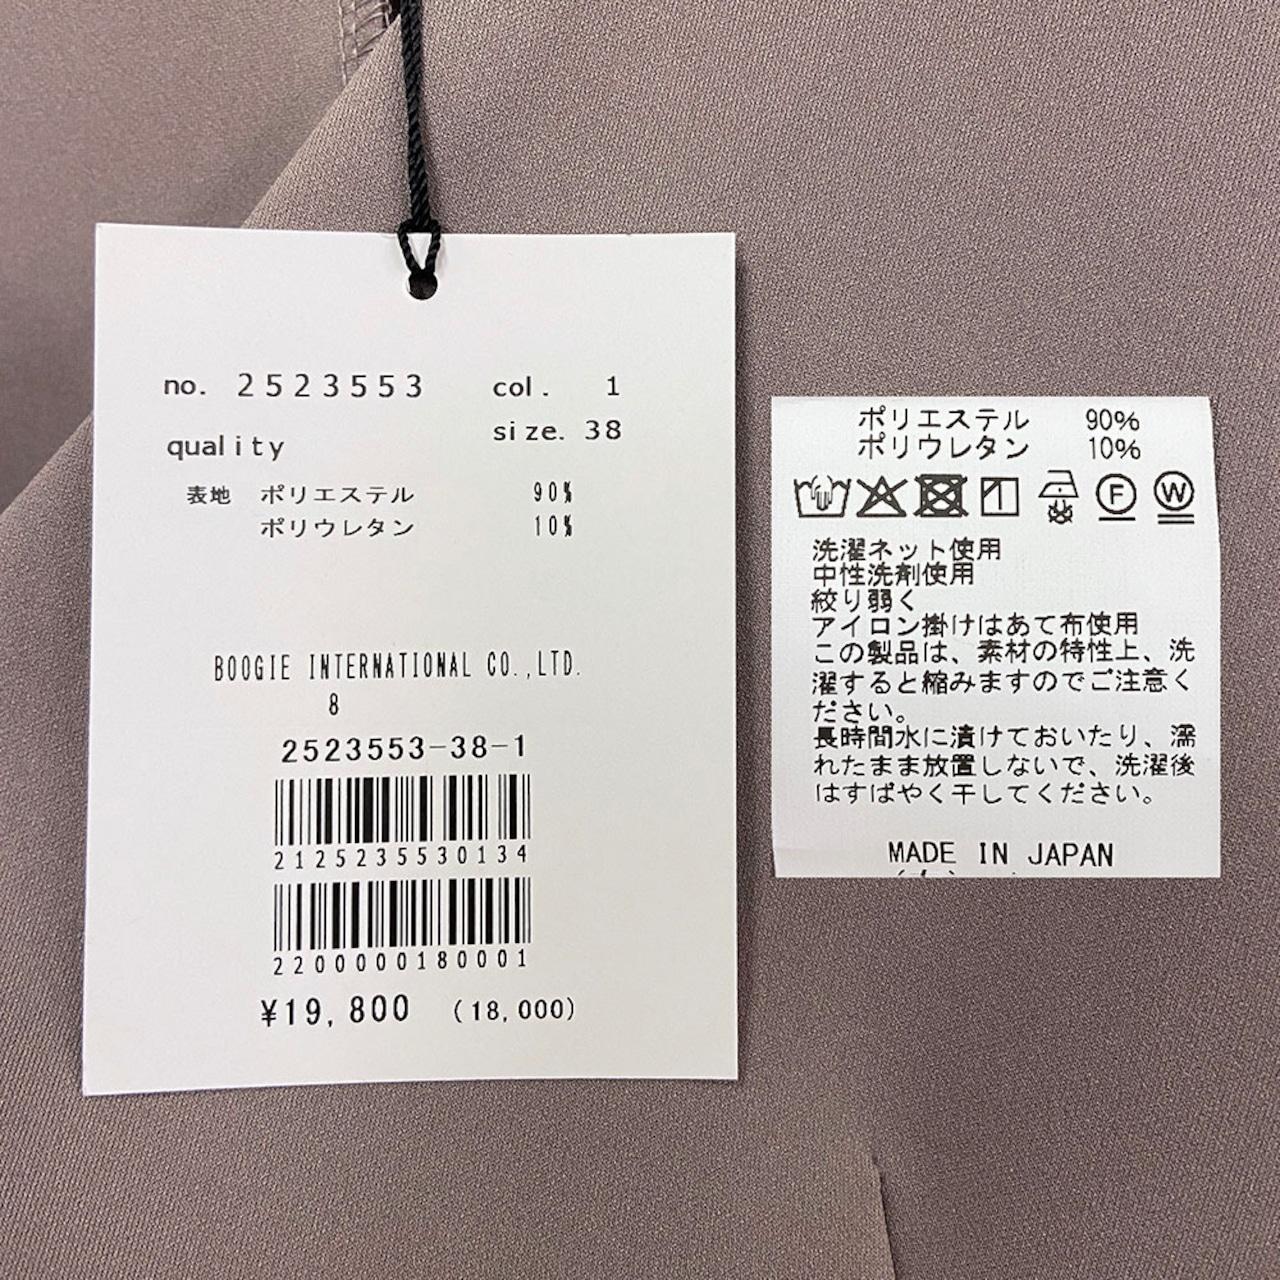 no. 2523553 col. 1
size. 38
quality
表地 ポリエステル 90%
ポリウレタン 10%
BOOGIE INTERNATIONAL CO.,LTD.
8
2523553-38-1
2125235530134
2200000180001
¥19,800 (18,000)
ポリエステル 90%
ポリウレタン 10%
F W
洗濯ネット使用
中性洗剤使用
絞り弱く
アイロン掛けはあて布使用
この製品は、素材の特性上、洗
濯すると縮みますのでご注意く
ださい。
長時間水に漬けておいたり、濡
れたまま放置しないで、洗濯後
はすばやく干してください。
MADE IN JAPAN